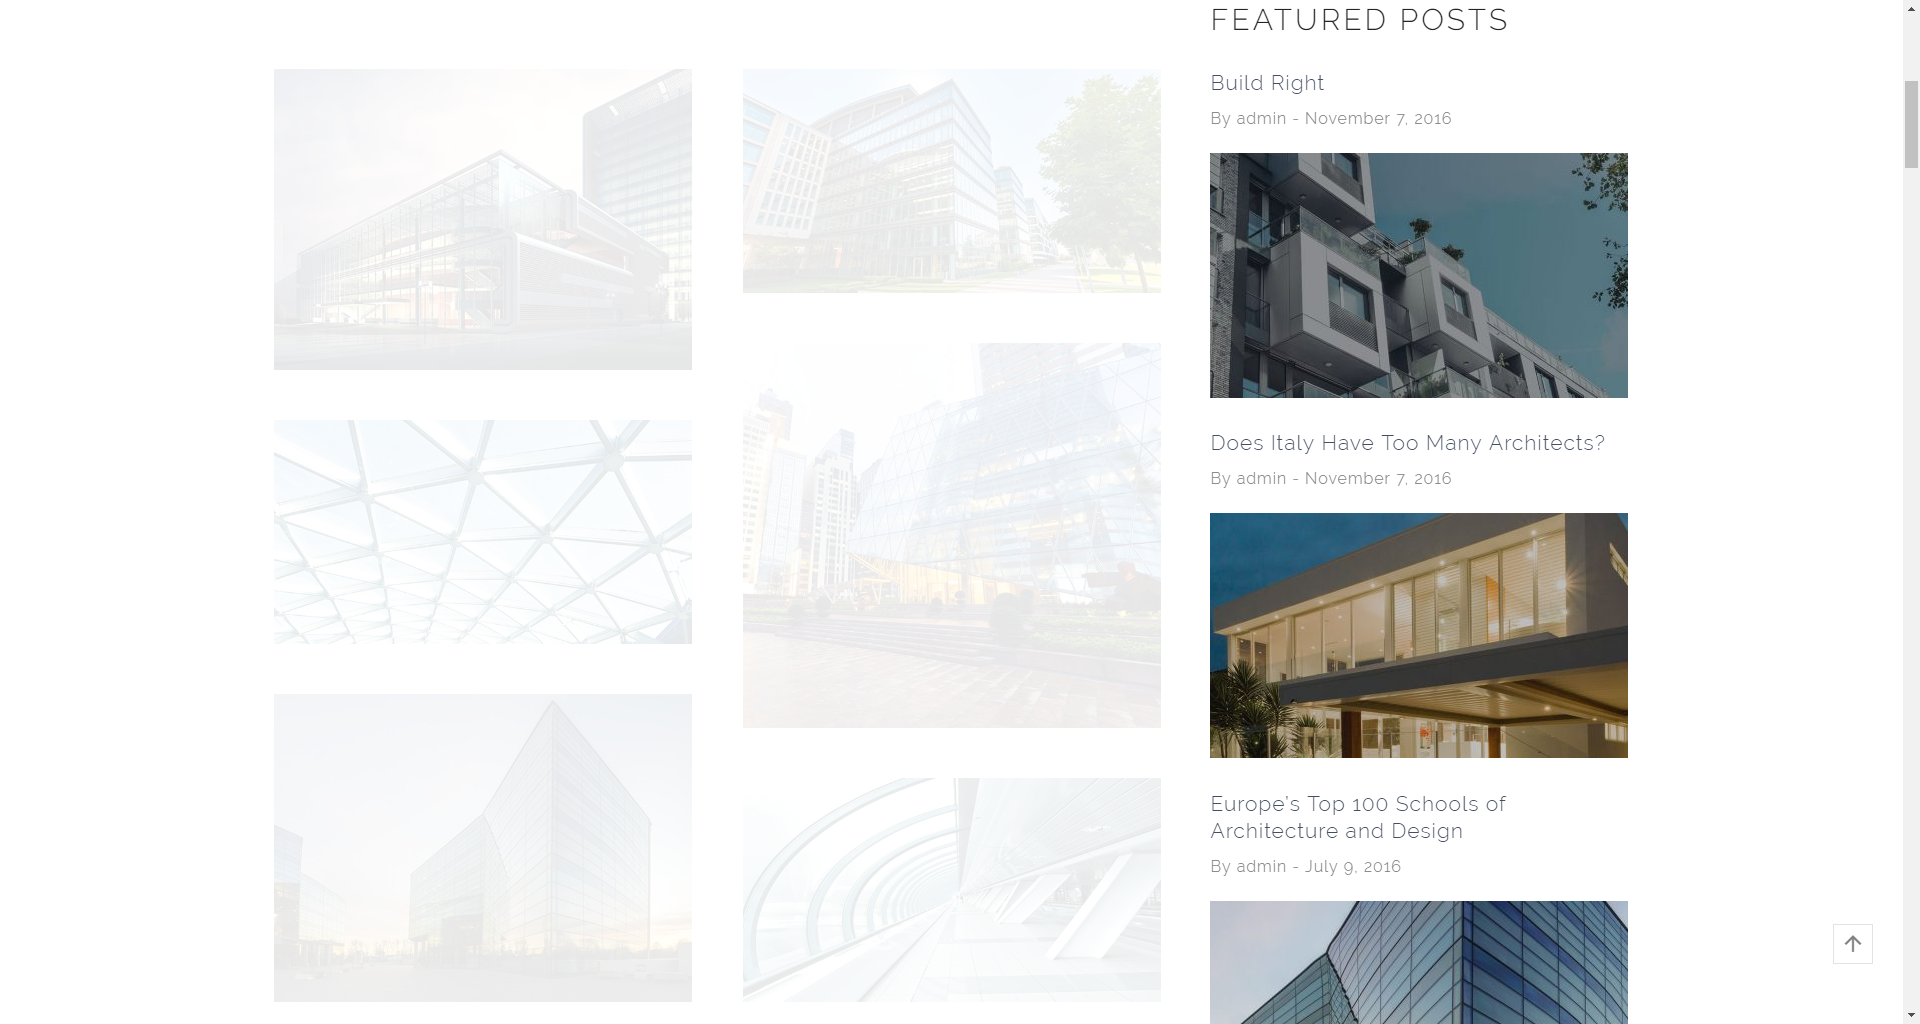 FEATURED POSTS
Build Right
By admin - November 7, 2016
Does Italy Have Too Many Architects?
By admin - November 7, 2016
Europe's Top 100 Schools of
Architecture and Design
By admin - July 9, 2016